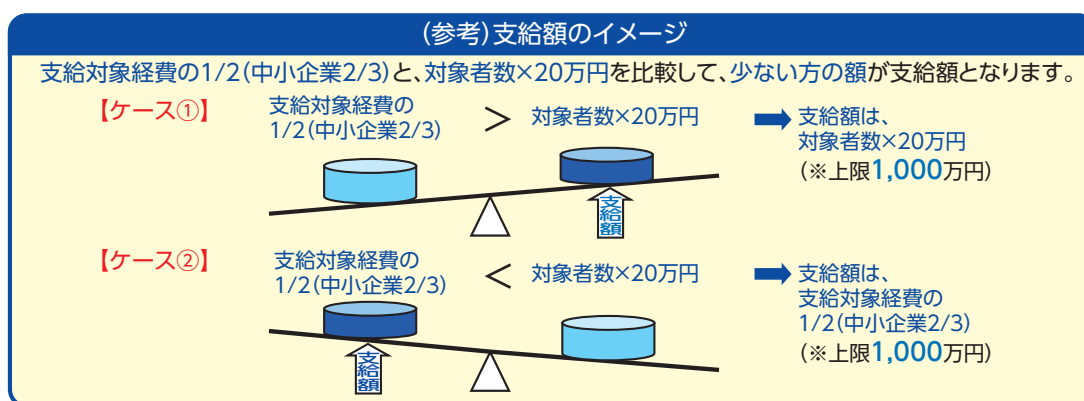 (参考)支給額のイメージ
支給対象経費の1/2(中小企業2/3)と、対象者数×20万円を比較して、少ない方の額が支給額となります。
【ケース①】
支給対象経費の
1/2(中小企業2/3)
>
対象者数×20万円
支給額は、
対象者数×20万円
(※上限1,000万円)
支給額
【ケース②】
支給対象経費の
1/2(中小企業2/3)
<
対象者数×20万円
支給額は、
支給対象経費の
1/2(中小企業2/3)
(※上限1,000万円)
支給額